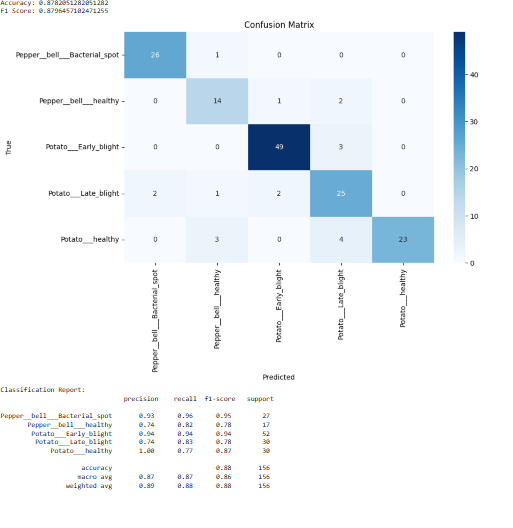 Accuracy: 0.8782051282051282
F1 Score: 0.8796457102471255
Confusion Matrix
Pepper__bell___Bacterial_spot 26 1 0 0 0
Pepper__bell___healthy 0 14 1 2 0
Potato___Early_blight 0 0 49 3 0
Potato___Late_blight 2 1 2 25 0
Potato___healthy 0 3 0 4 23
True
40
30
20
10
0
Pepper__bell___Bacterial_spot
Pepper__bell___healthy
Potato___Early_blight
Potato___Late_blight
Potato___healthy
Predicted
Classification Report:
precision recall f1-score support
Pepper__bell___Bacterial_spot 0.93 0.96 0.95 27
Pepper__bell___healthy 0.74 0.82 0.78 17
Potato___Early_blight 0.94 0.94 0.94 52
Potato___Late_blight 0.74 0.83 0.78 30
Potato___healthy 1.00 0.77 0.87 30
accuracy 0.88 156
macro avg 0.87 0.87 0.86 156
weighted avg 0.89 0.88 0.88 156